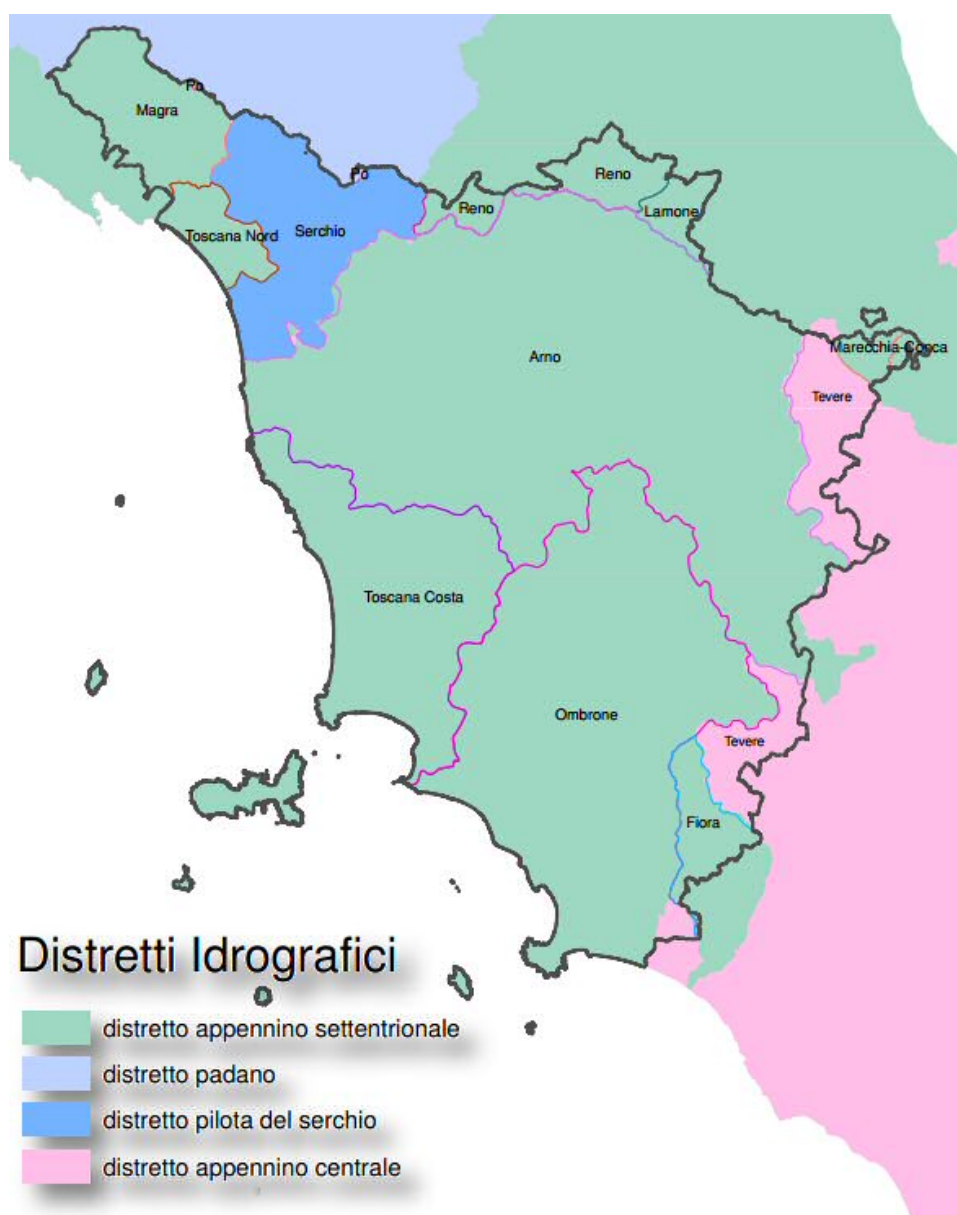 Po
Magra
Po
Reno
Reno
Lamone
Toscana Nord
Serchio
Arno
Marecchia-Conca
Tevere
Toscana Costa
Ombrone
Tevere
Fiora
Distretti Idrografici
distretto appennino settentrionale
distretto padano
distretto pilota del serchio
distretto appennino centrale